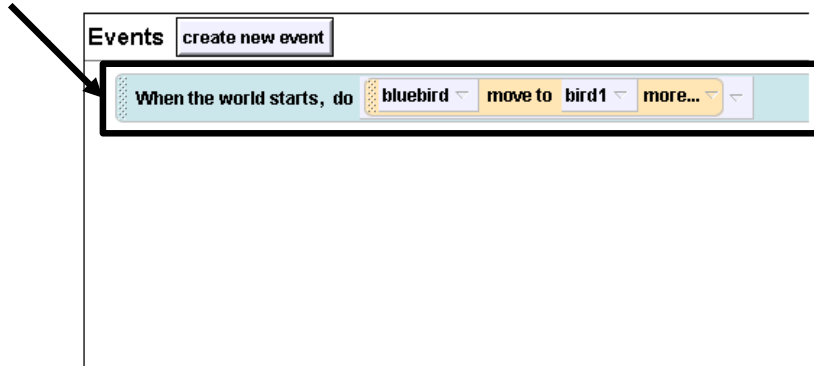 Events create new event
When the world starts, do bluebird move to bird1 more...